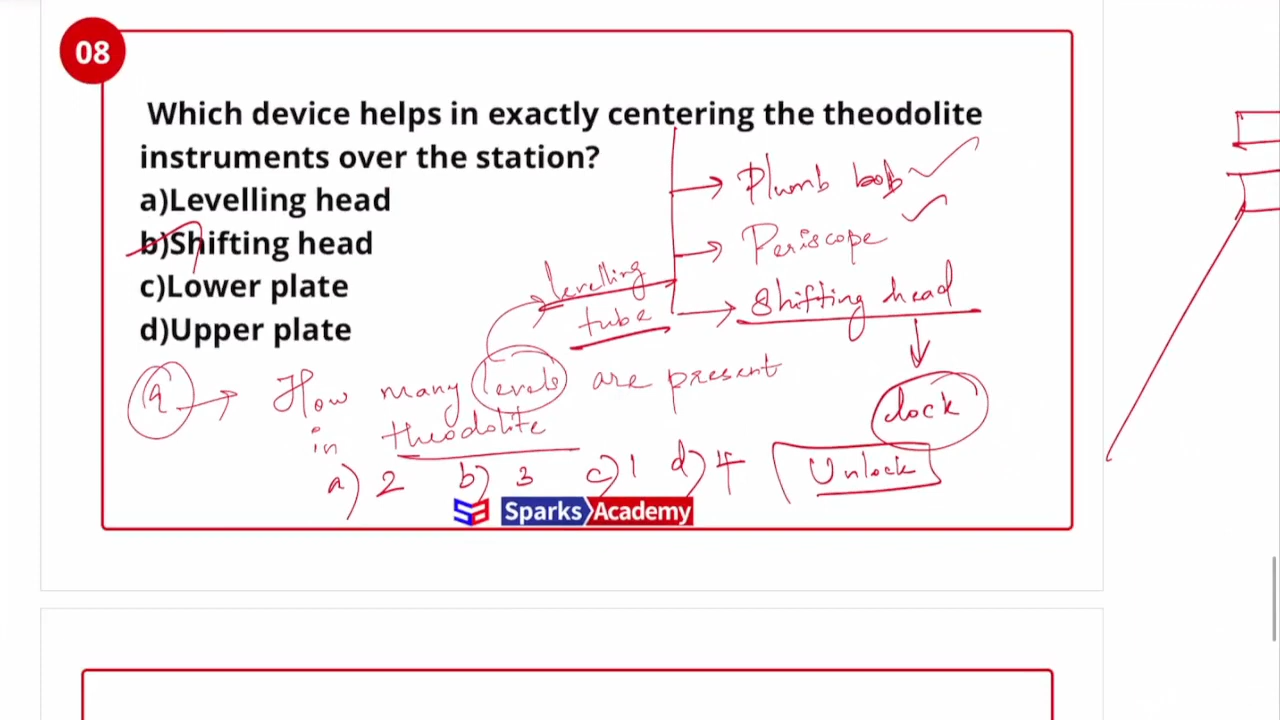 08
Which device helps in exactly centering the theodolite
instruments over the station?
a)Levelling head
b)Shifting head
c)Lower plate
d)Upper plate
Plumb bob
Periscope
Shifting head
levelling
tube
lock
Unlock
Q → How many levels are present
in theodolite
a) 2 b) 3 c) 1 d) 4
Sparks Academy